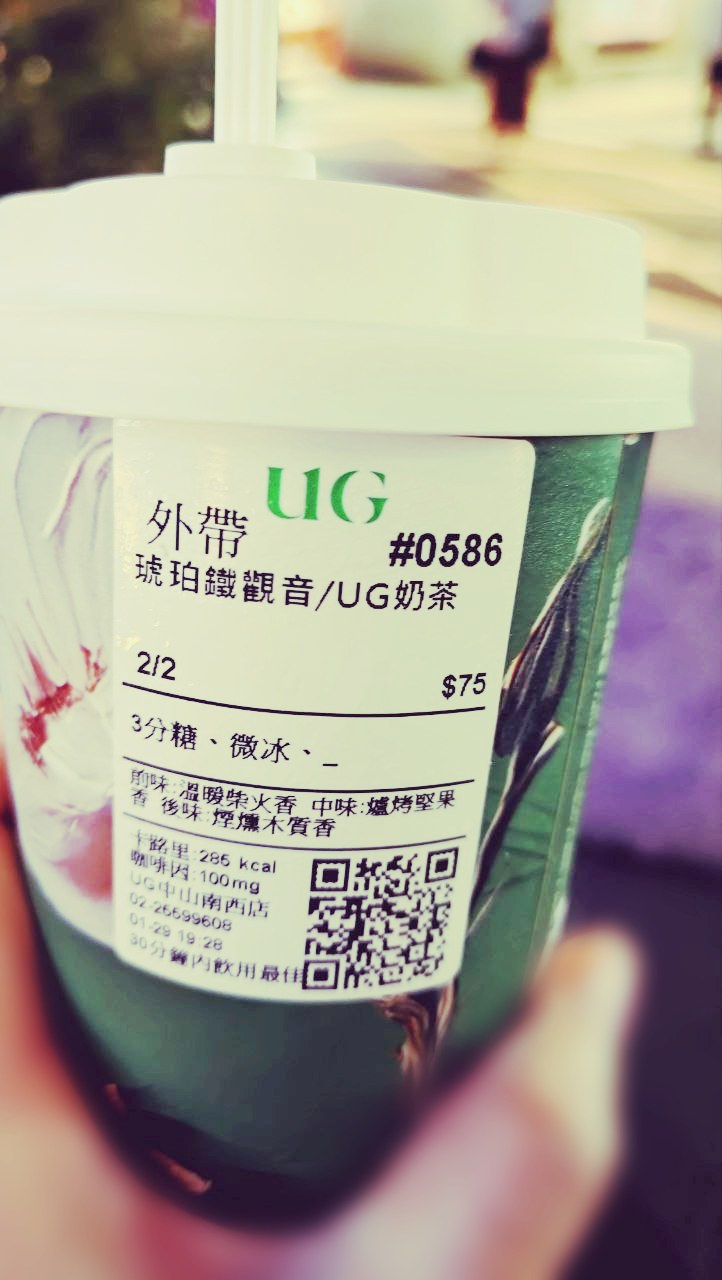 UG
外帶
#0586
琥珀鐵觀音/UG奶茶
2/2
$75
3分糖、微冰、_
前味:溫暖柴火香 中味:爐烤堅果
香 後味:煙燻木質香
卡路里:285 kcal
咖啡因:100mg
UG中山南西店
02-25599608
01-29 19:28
30分鐘內飲用最佳